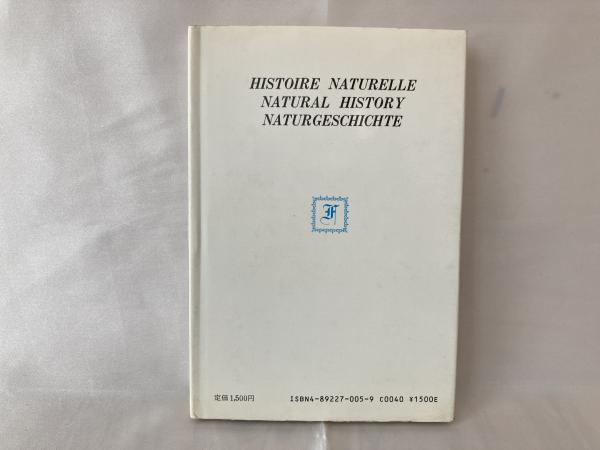 HISTOIRE NATURELLE
NATURAL HISTORY
NATURGESCHICHTE
F
定価1,500円 ISBN4-89227-005-9 C0040 ¥1500E